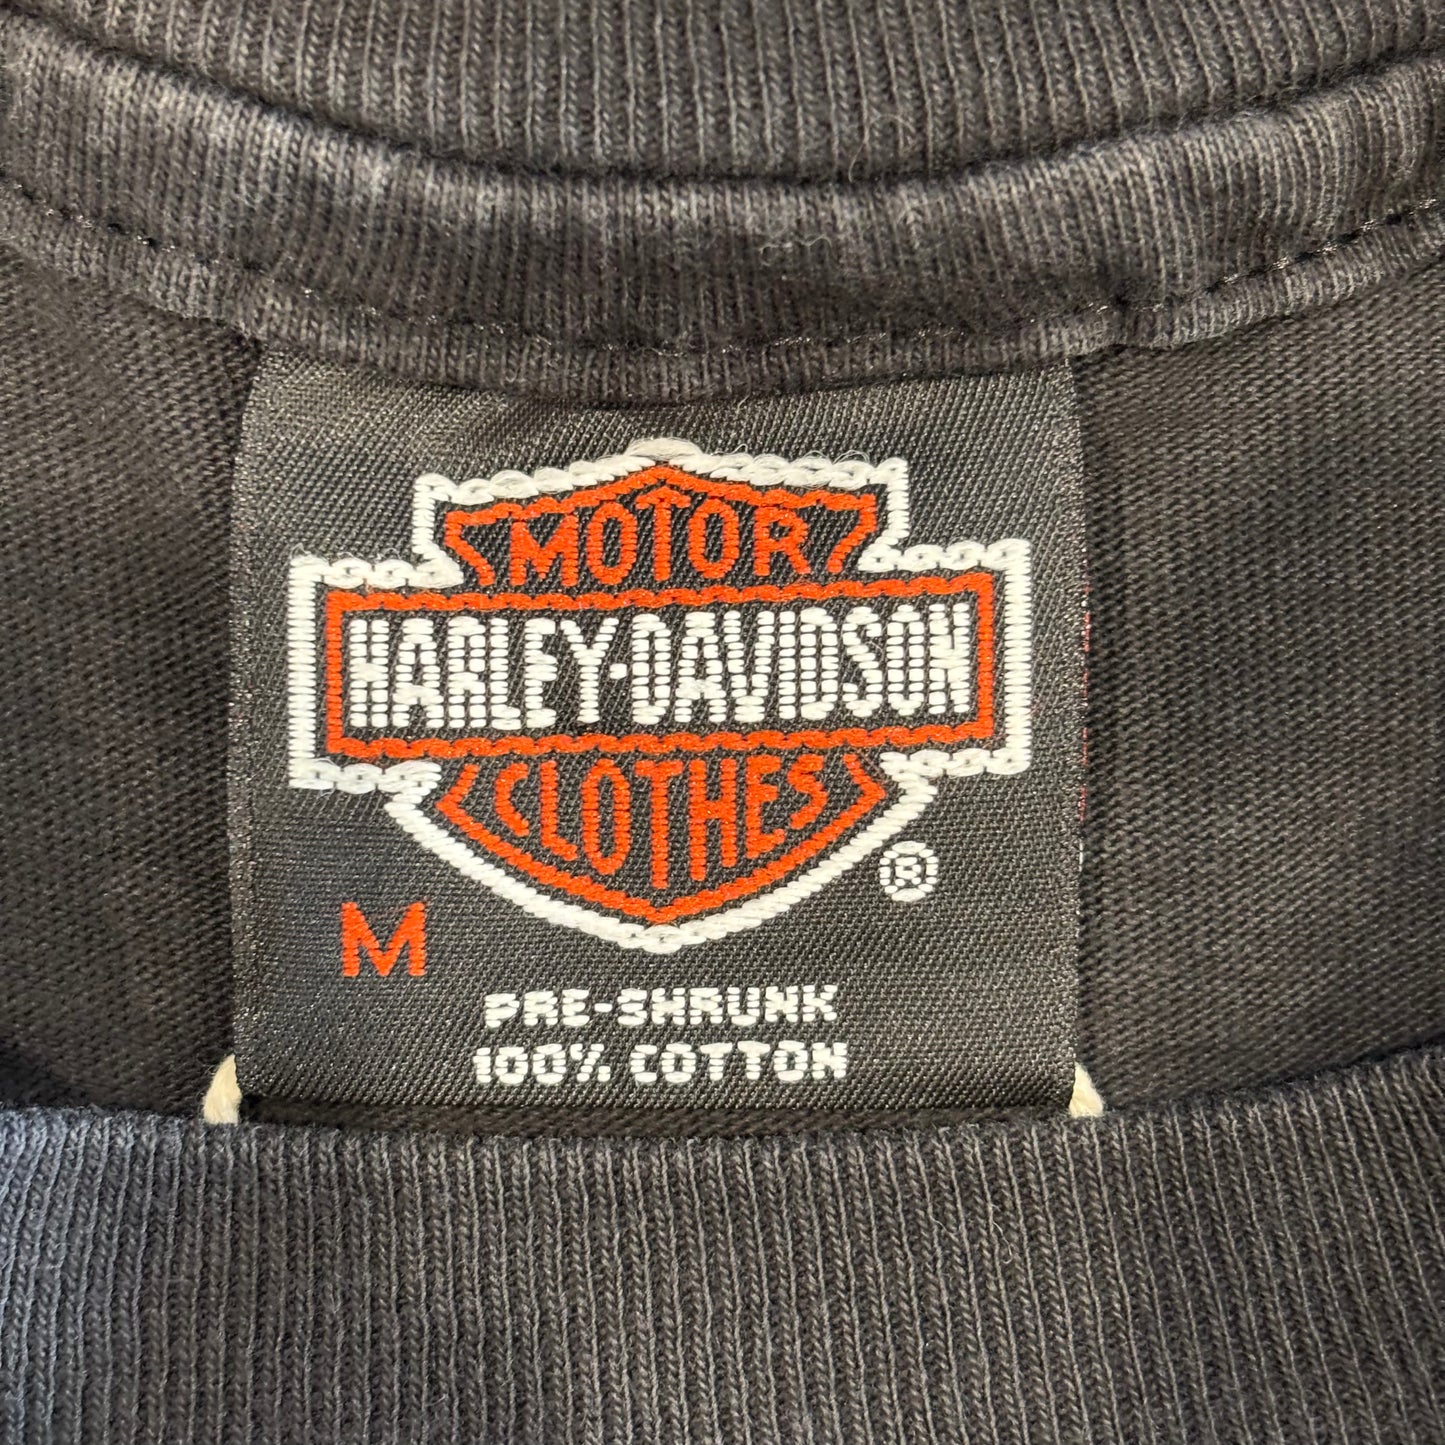 MOTOR
HARLEY-DAVIDSON
CLOTHES
®
M
PRE-SHRUNK
100% COTTON